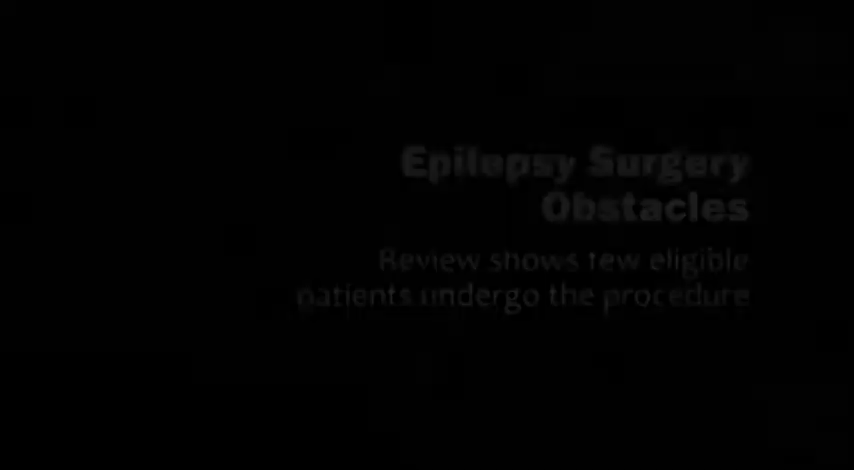 Epilepsy Surgery
Obstacles
Review shows few eligible
patients undergo the procedure